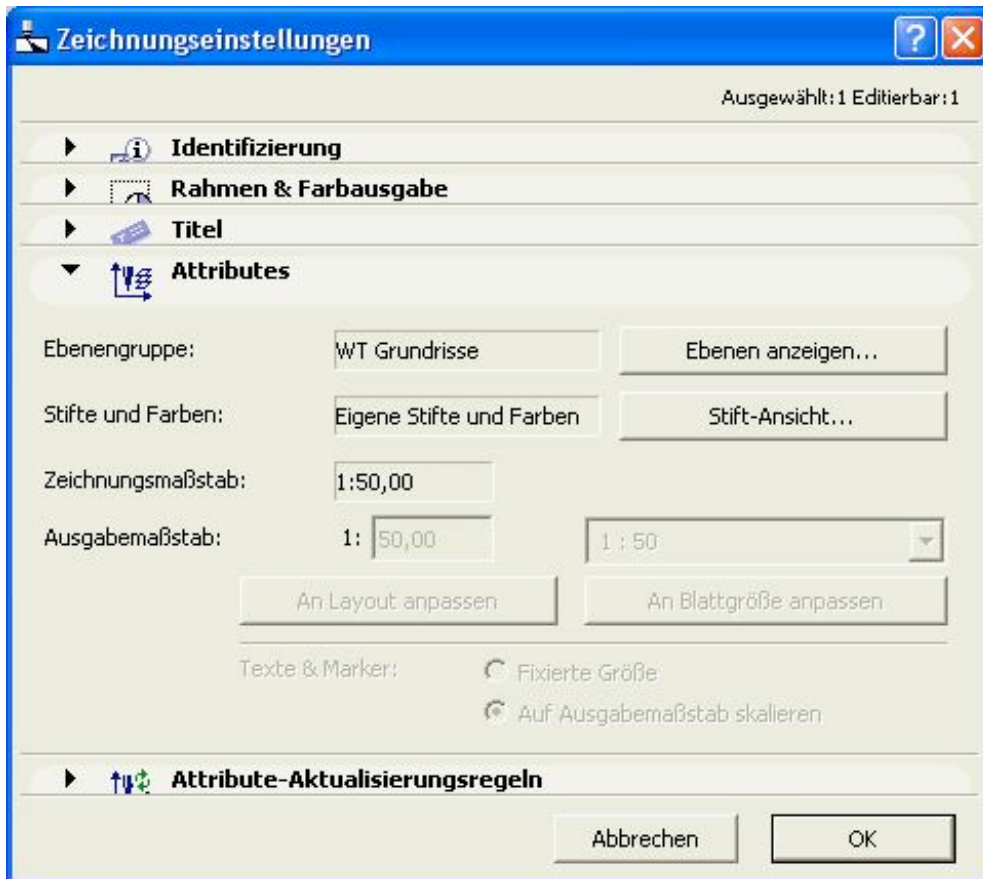 Zeichnungseinstellungen
Ausgewählt:1 Editierbar:1
Identifizierung
Rahmen & Farbausgabe
Titel
Attributes
Ebenengruppe: WT Grundrisse Ebenen anzeigen...
Stifte und Farben: Eigene Stifte und Farben Stift-Ansicht...
Zeichnungsmaßstab: 1:50,00
Ausgabemaßstab: 1: 50,00 1 : 50
An Layout anpassen An Blattgröße anpassen
Texte & Marker: Fixierte Größe
Auf Ausgabemaßstab skalieren
Attribute-Aktualisierungsregeln
Abbrechen OK